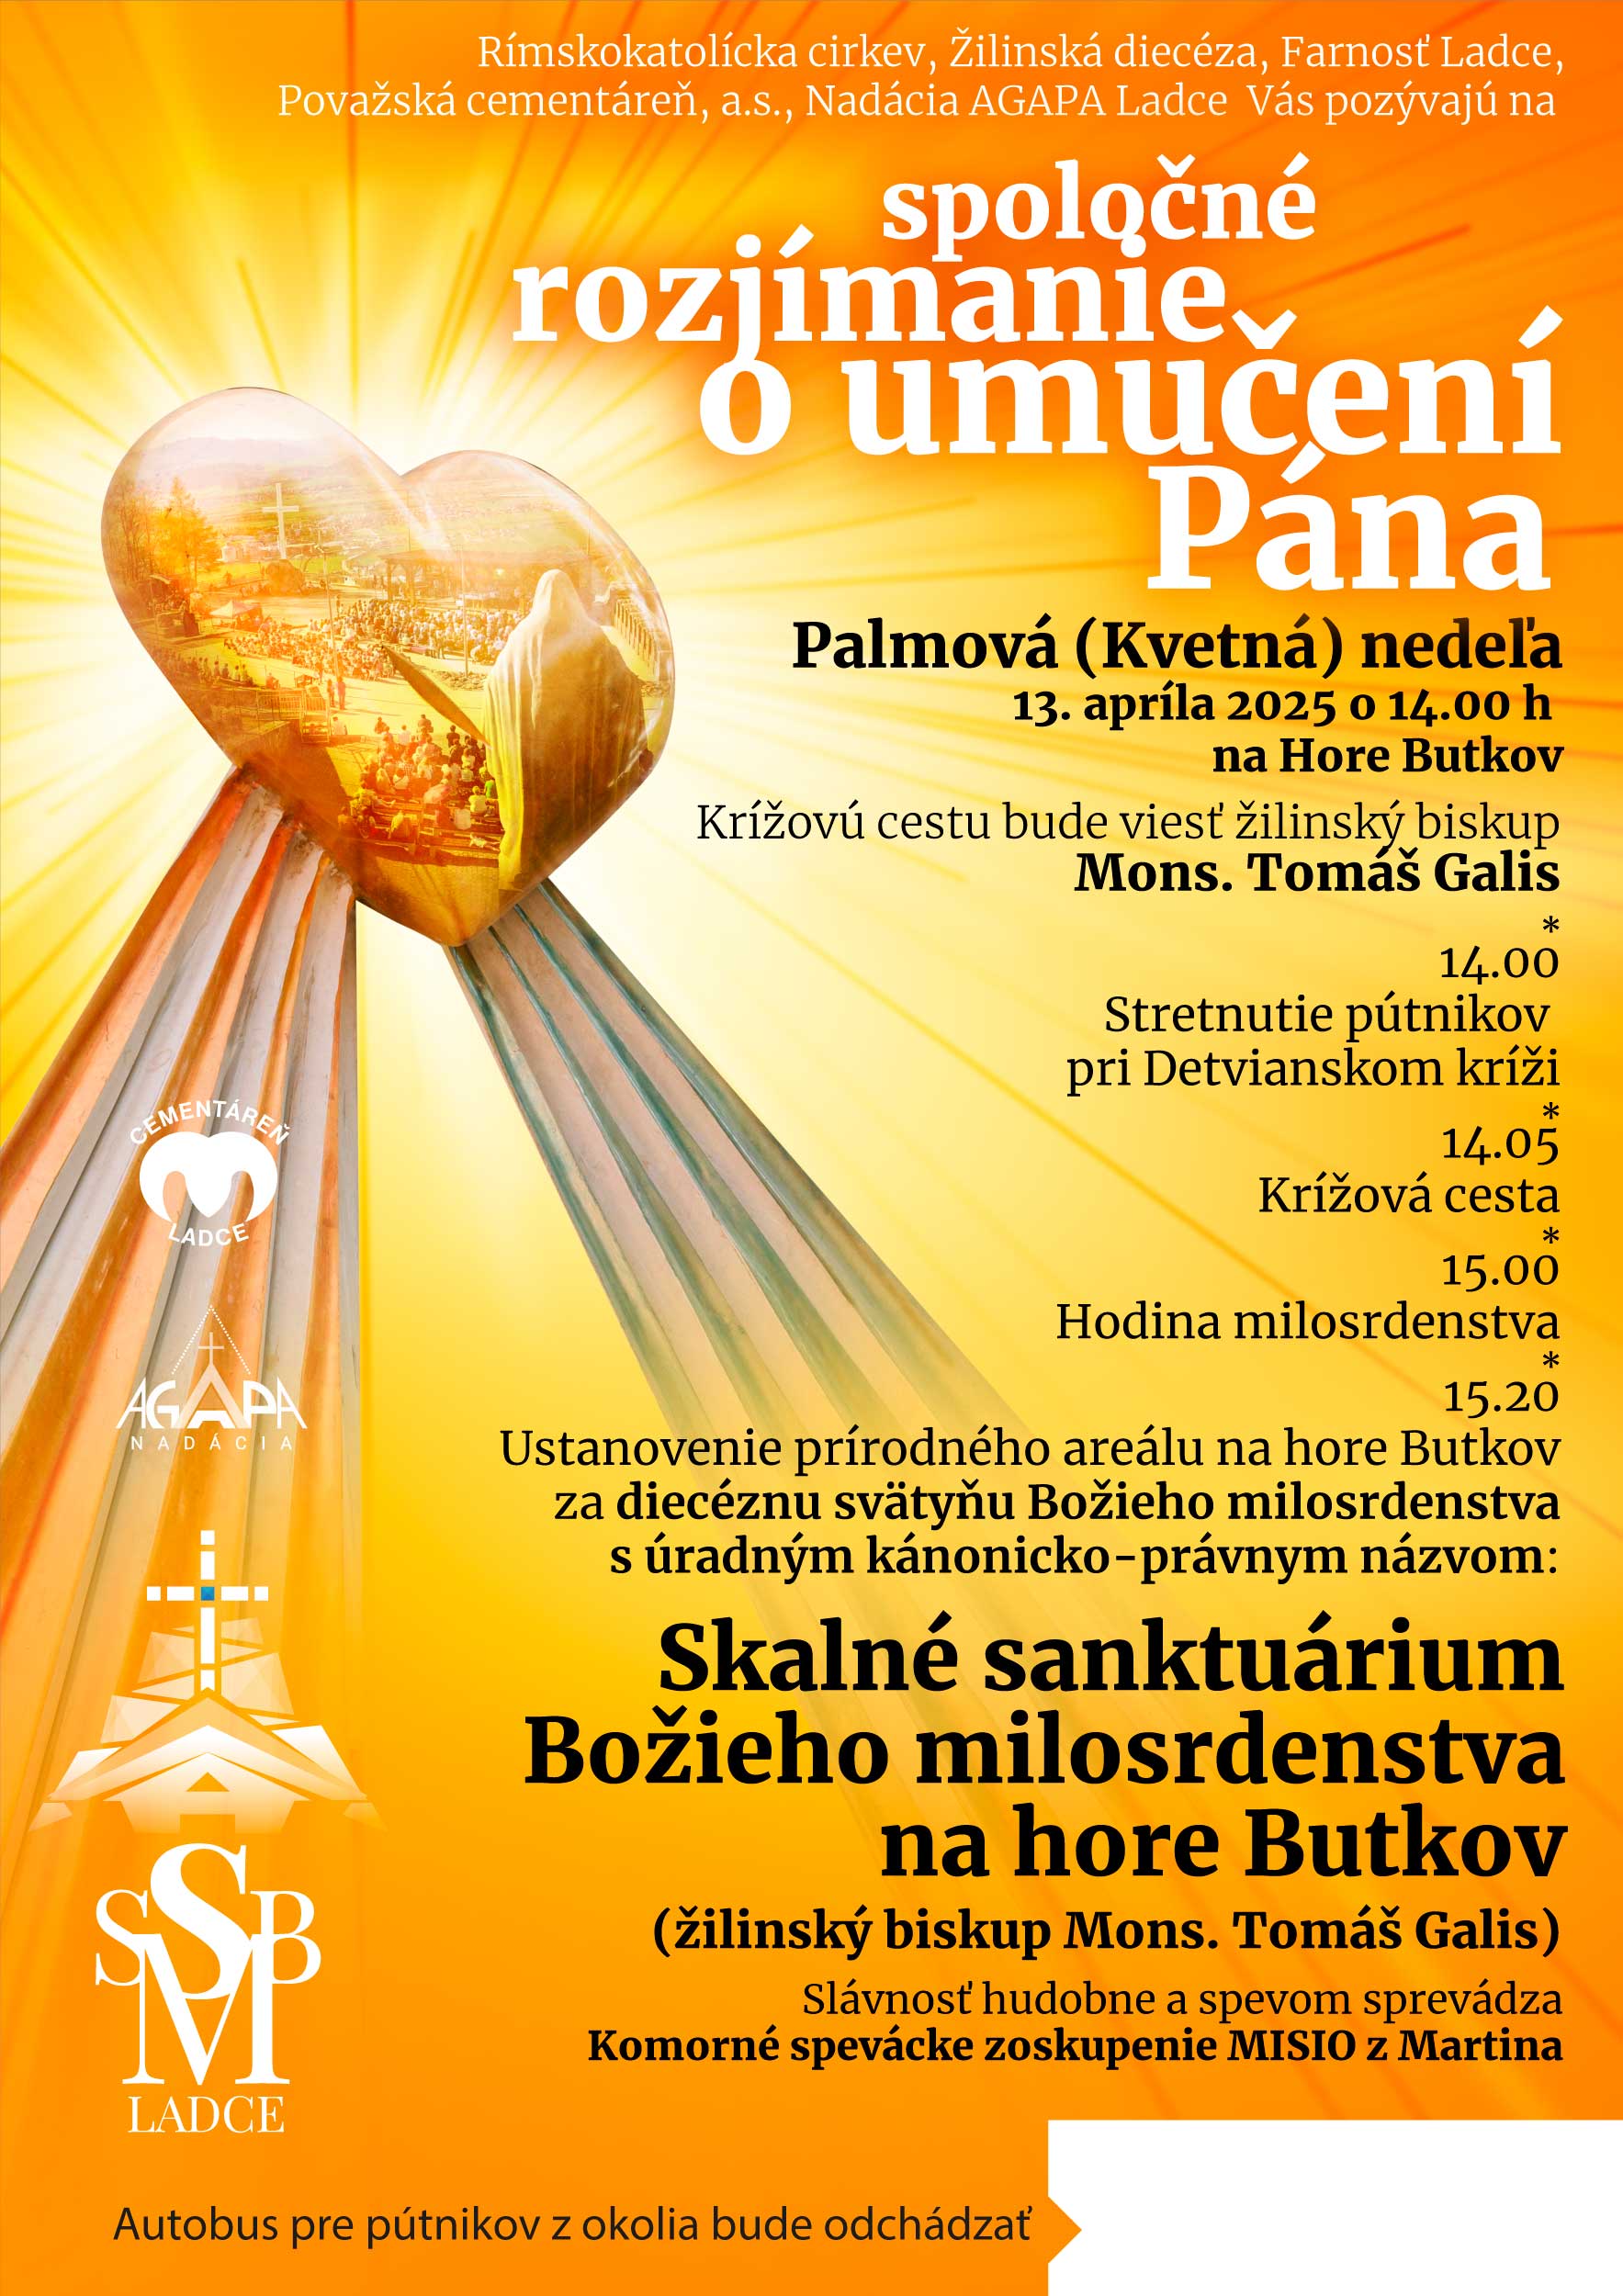 Rímskokatolícka cirkev, Žilinská diecéza, Farnosť Ladce,
Považská cementáreň, a.s., Nadácia AGAPA Ladce Vás pozývajú na
spoločné
rozjímanie
o umučení
Pána
Palmová (Kvetná) nedeľa
13. apríla 2025 o 14.00 h
na Hore Butkov
Krížovú cestu bude viesť žilinský biskup
Mons. Tomáš Galis
*
14.00
Stretnutie pútnikov
pri Detvianskom kríži
*
14.05
Krížová cesta
*
15.00
Hodina milosrdenstva
*
15.20
Ustanovenie prírodného areálu na hore Butkov
za diecéznu svätyňu Božieho milosrdenstva
s úradným kánonicko-právnym názvom:
Skalné sanktuárium
Božieho milosrdenstva
na hore Butkov
(žilinský biskup Mons. Tomáš Galis)
Slávnosť hudobne a spevom sprevádza
Komorné spevácke zoskupenie MISIO z Martina
CEMENTÁREŇ
LADCE
AGAPA
NADÁCIA
SSBM
LADCE
Autobus pre pútnikov z okolia bude odchádzať